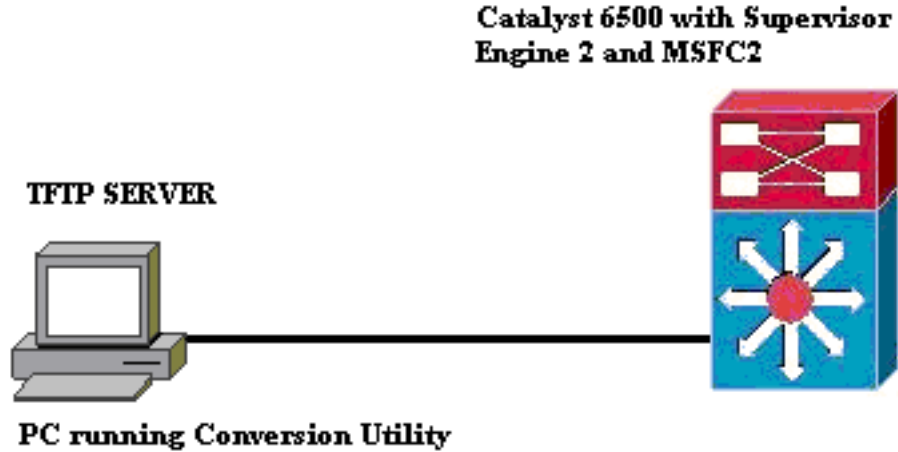 Catalyst 6500 with Supervisor
Engine 2 and MSFC2
TFTP SERVER
PC running Conversion Utility